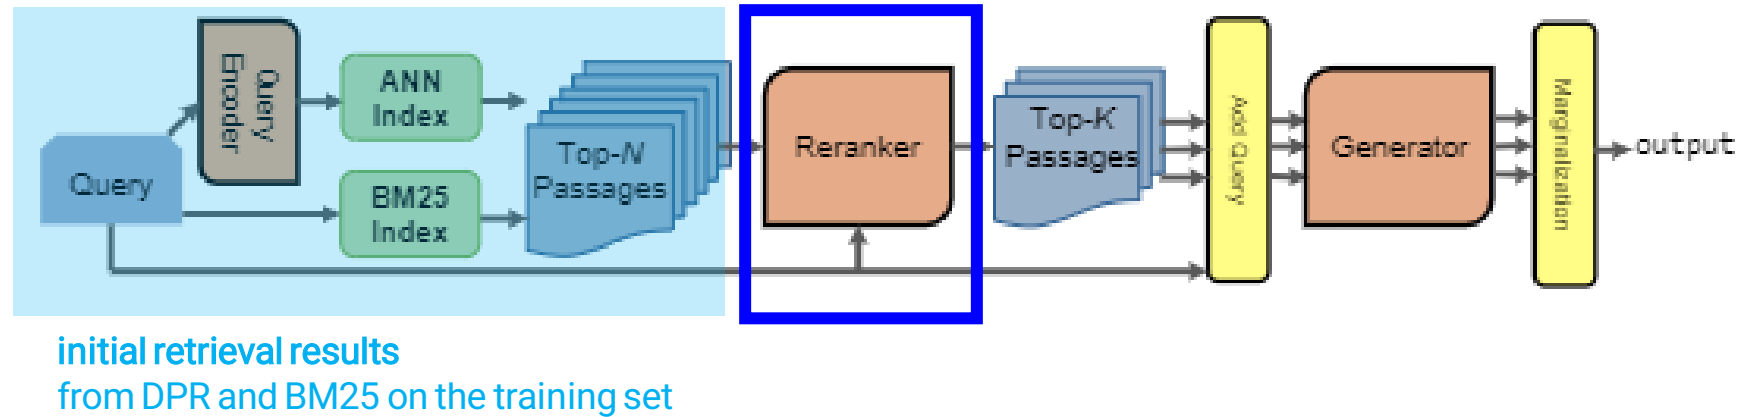 Query
Query
Encoder
ANN
Index
BM25
Index
Top-N
Passages
Reranker
Top-K
Passages
Add Query
Generator
Marginalization
output
initial retrieval results
from DPR and BM25 on the training set